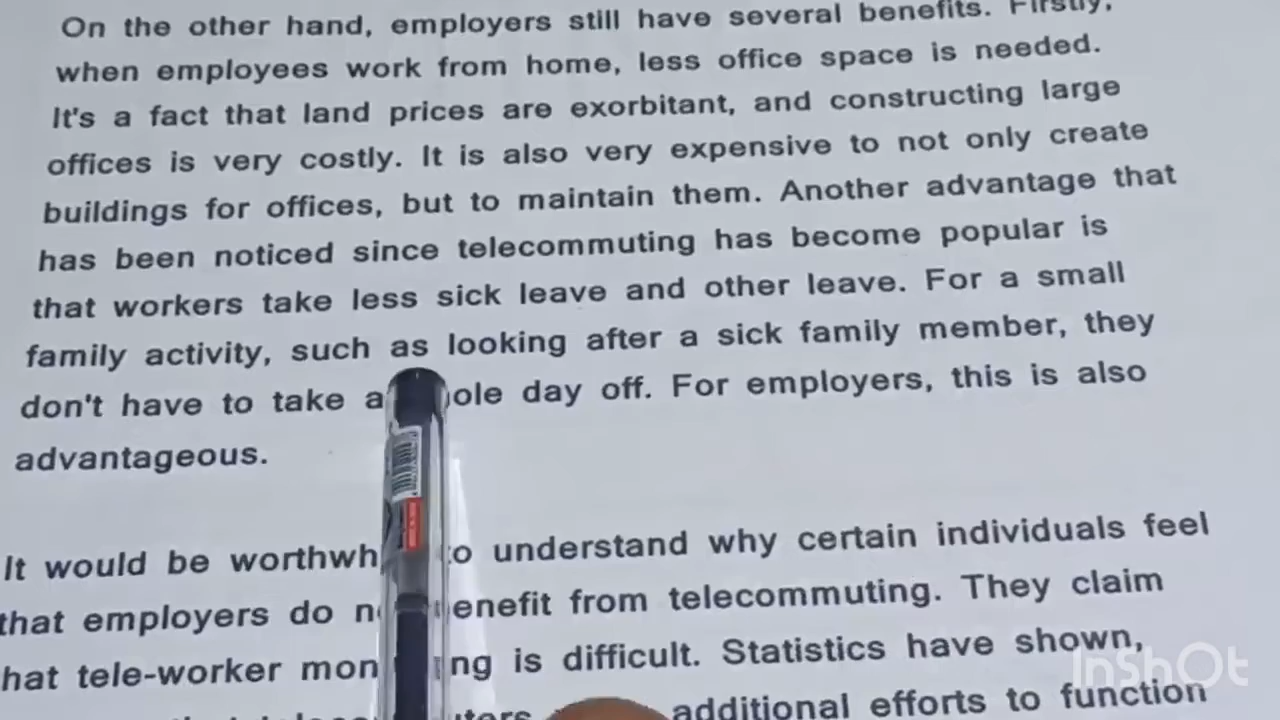 On the other hand, employers still have several benefits. Firstly,
when employees work from home, less office space is needed.
It's a fact that land prices are exorbitant, and constructing large
offices is very costly. It is also very expensive to not only create
buildings for offices, but to maintain them. Another advantage that
has been noticed since telecommuting has become popular is
that workers take less sick leave and other leave. For a small
family activity, such as looking after a sick family member, they
don't have to take a day off. For employers, this is also
advantageous.
It would be to understand why certain individuals feel
that employers do benefit from telecommuting. They claim
tele-worker is difficult. Statistics have shown,
additional efforts to function
InShOt